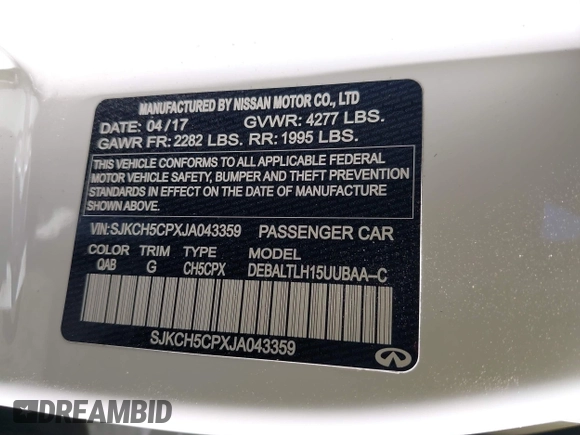 MANUFACTURED BY NISSAN MOTOR CO., LTD
DATE: 04/17 GVWR: 4277 LBS.
GAWR FR: 2282 LBS. RR: 1995 LBS.
THIS VEHICLE CONFORMS TO ALL APPLICABLE FEDERAL
MOTOR VEHICLE SAFETY, BUMPER AND THEFT PREVENTION
STANDARDS IN EFFECT ON THE DATE OF MANUFACTURE
SHOWN ABOVE.
VIN:SJKCH5CPXJA043359 PASSENGER CAR
COLOR TRIM TYPE MODEL
QAB G CH5CPX DEBALTLH15UUBAA-C
SJKCH5CPXJA043359
DREAMBID